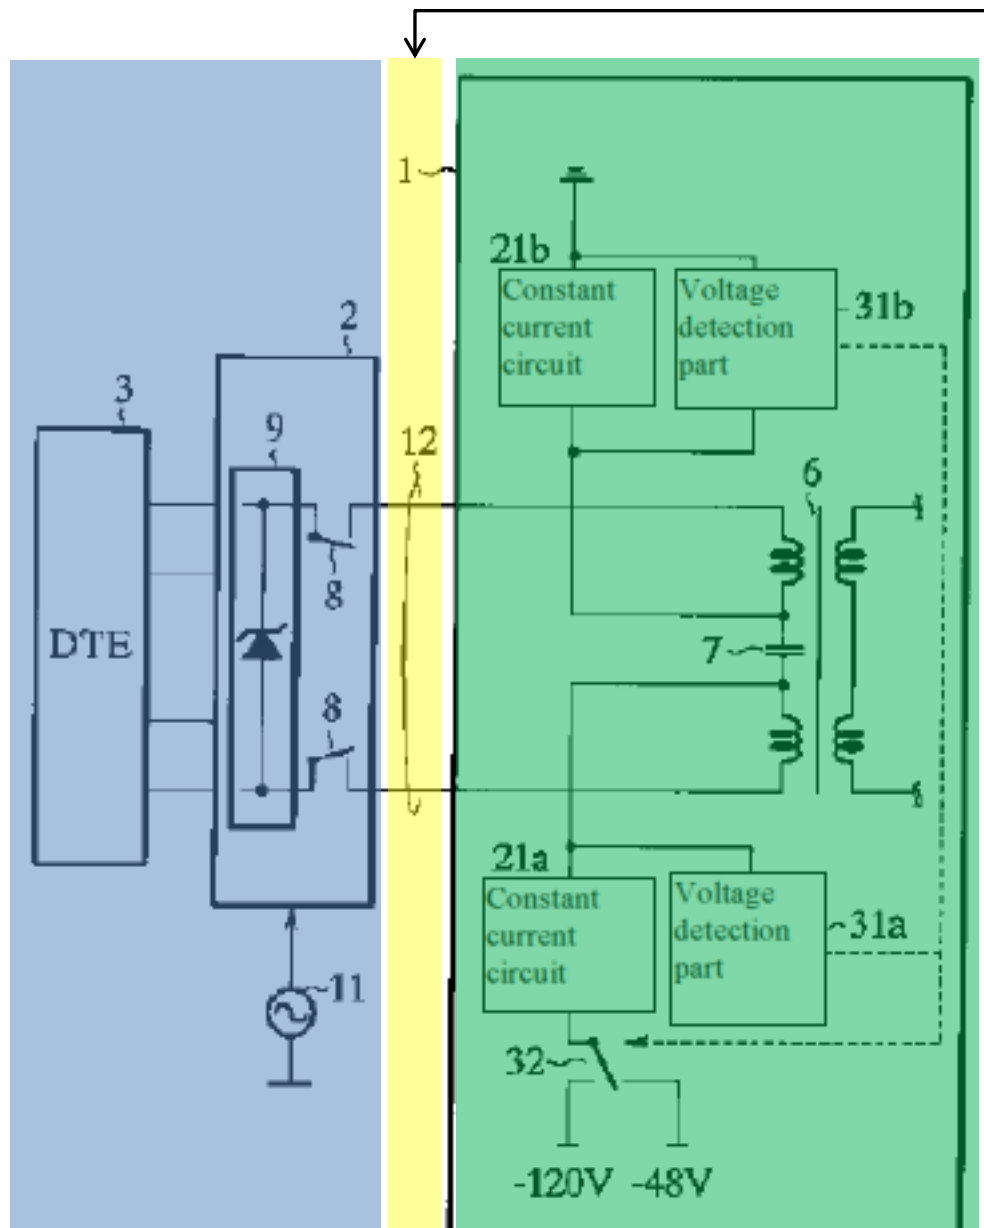 1
21b
Constant
current
circuit
Voltage
detection
part
31b
2
3
9
12
6
8
DTE
7
8
21a
Constant
current
circuit
Voltage
detection
part
31a
11
32
-120V -48V